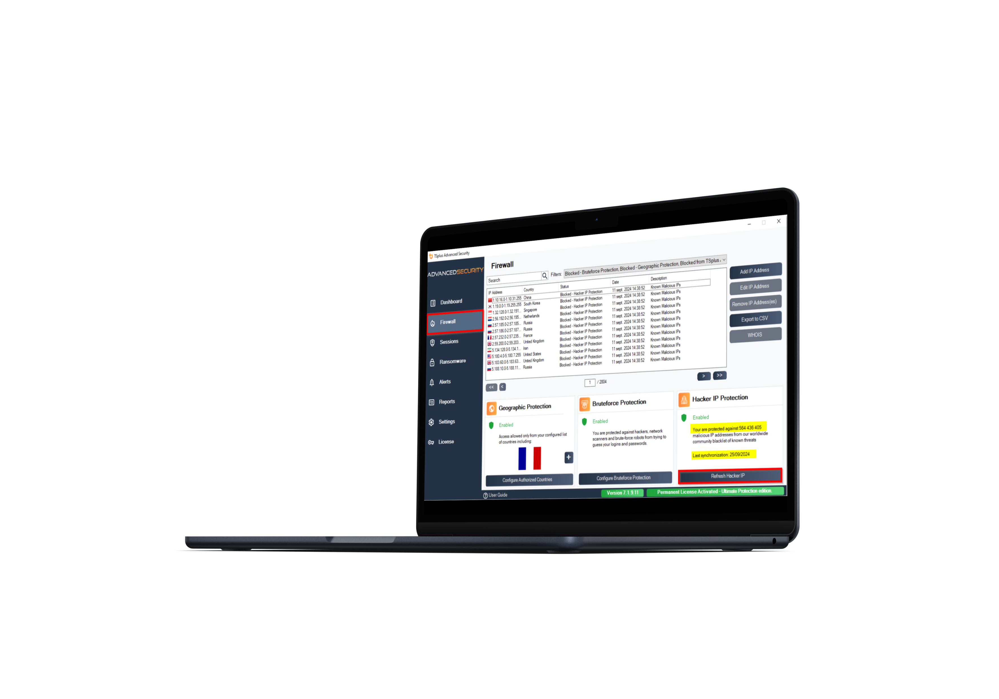 TSplus Advanced Security
ADVANCEDSECURITY
Dashboard
Firewall
Sessions
Ransomware
Alerts
Reports
Settings
License
Firewall
Search
Filters: Blocked - Bruteforce Protection, Blocked - Geographic Protection, Blocked from TSplus
IP Address Country Status Date Description
1.10.16.0-1.10.31.255 China Blocked - Hacker IP Protection 11 sept. 2024 14:38:52 Known Malicious IPs
1.19.0.0-1.19.255.255 South Korea Blocked - Hacker IP Protection 11 sept. 2024 14:38:52 Known Malicious IPs
1.32.128.0-1.32.191... Singapore Blocked - Hacker IP Protection 11 sept. 2024 14:38:52 Known Malicious IPs
2.56.192.0-2.56.195... Netherlands Blocked - Hacker IP Protection 11 sept. 2024 14:38:52 Known Malicious IPs
2.57.185.0-2.57.185... Russia Blocked - Hacker IP Protection 11 sept. 2024 14:38:52 Known Malicious IPs
2.57.186.0-2.57.187... Russia Blocked - Hacker IP Protection 11 sept. 2024 14:38:52 Known Malicious IPs
2.57.232.0-2.57.235... France Blocked - Hacker IP Protection 11 sept. 2024 14:38:52 Known Malicious IPs
2.59.200.0-2.59.203... United Kingdom Blocked - Hacker IP Protection 11 sept. 2024 14:38:52 Known Malicious IPs
5.134.128.0-5.134.1... Iran Blocked - Hacker IP Protection 11 sept. 2024 14:38:52 Known Malicious IPs
5.180.4.0-5.180.7.255 United States Blocked - Hacker IP Protection 11 sept. 2024 14:38:52 Known Malicious IPs
5.183.60.0-5.183.63... United Kingdom Blocked - Hacker IP Protection 11 sept. 2024 14:38:52 Known Malicious IPs
5.188.10.0-5.188.11... Russia Blocked - Hacker IP Protection 11 sept. 2024 14:38:52 Known Malicious IPs
<< < 1 / 2804 > >>
Add IP Address
Edit IP Address
Remove IP Address(es)
Export to CSV
WHOIS
Geographic Protection
Enabled
Access allowed only from your configured list
of countries including:
+
Configure Authorized Countries
Bruteforce Protection
Enabled
You are protected against hackers, network
scanners and brute-force robots from trying to
guess your logins and passwords.
Configure Bruteforce Protection
Hacker IP Protection
Enabled
Your are protected against 564 436 405
malicious IP addresses from our worldwide
community blacklist of known threats
Last synchronization: 25/09/2024
Refresh Hacker IP
User Guide
Version 7.1.9.11
Permanent License Activated - Ultimate Protection edition.